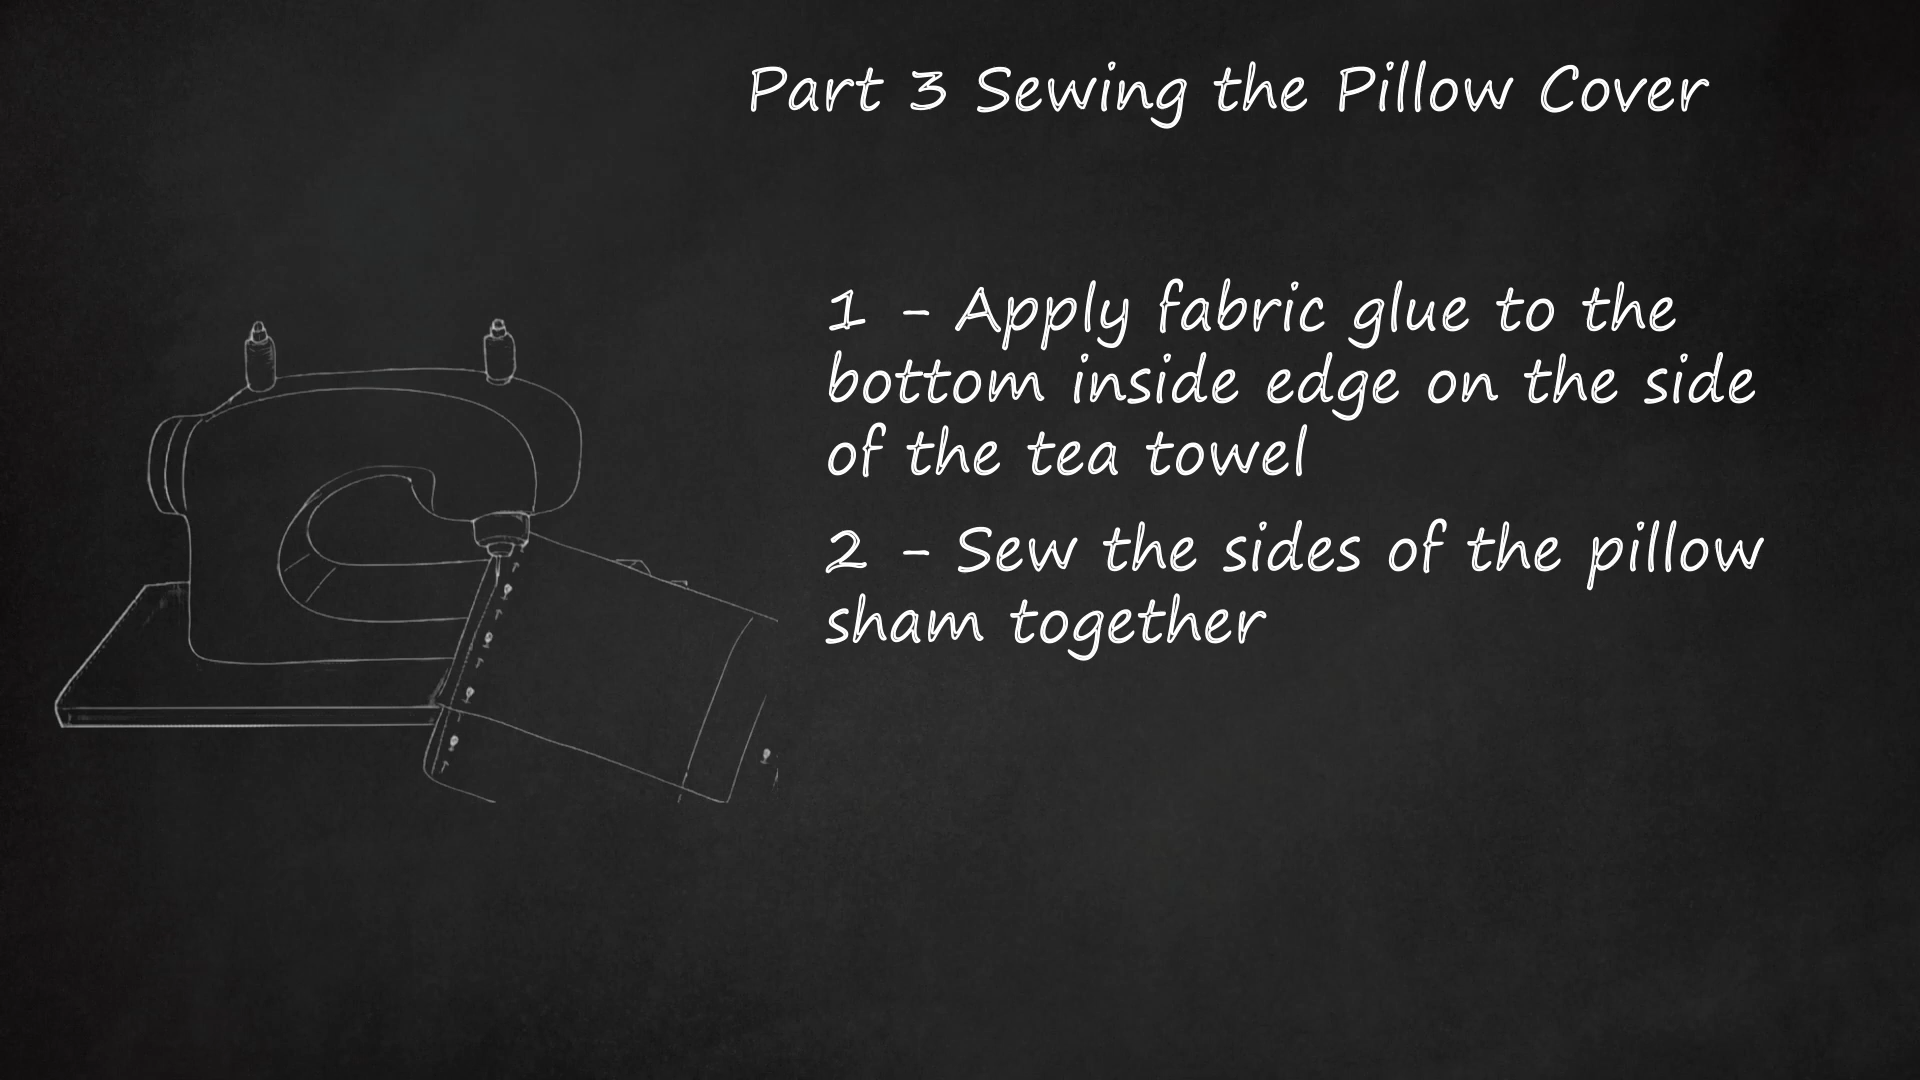 Part 3 Sewing the Pillow Cover
1 - Apply fabric glue to the
bottom inside edge on the side
of the tea towel
2 - Sew the sides of the pillow
sham together